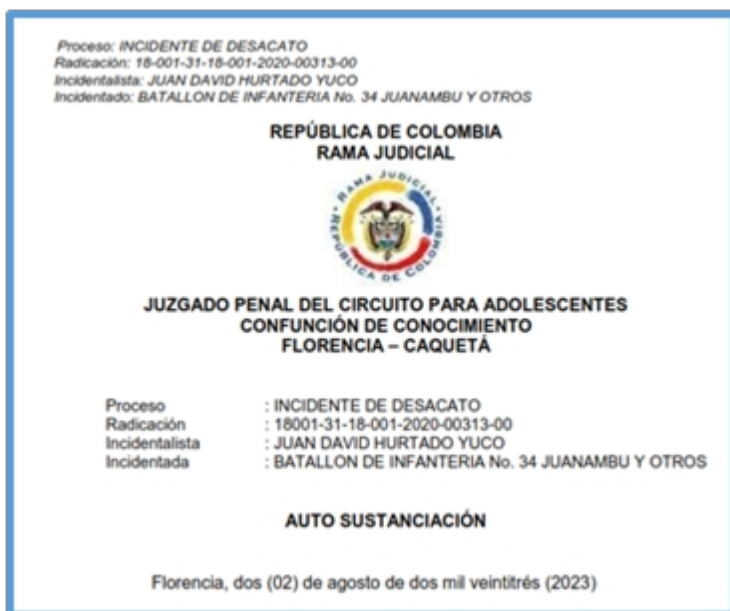 Proceso: INCIDENTE DE DESACATO
Radicación: 18-001-31-18-001-2020-00313-00
Incidentalista: JUAN DAVID HURTADO YUCO
Incidentado: BATALLON DE INFANTERIA No. 34 JUANAMBU Y OTROS
REPÚBLICA DE COLOMBIA
RAMA JUDICIAL
RAMA JUDICIAL
REPÚBLICA DE COLOMBIA
JUZGADO PENAL DEL CIRCUITO PARA ADOLESCENTES
CONFUNCIÓN DE CONOCIMIENTO
FLORENCIA – CAQUETÁ
Proceso : INCIDENTE DE DESACATO
Radicación : 18001-31-18-001-2020-00313-00
Incidentalista : JUAN DAVID HURTADO YUCO
Incidentada : BATALLON DE INFANTERIA No. 34 JUANAMBU Y OTROS
AUTO SUSTANCIACIÓN
Florencia, dos (02) de agosto de dos mil veintitrés (2023)